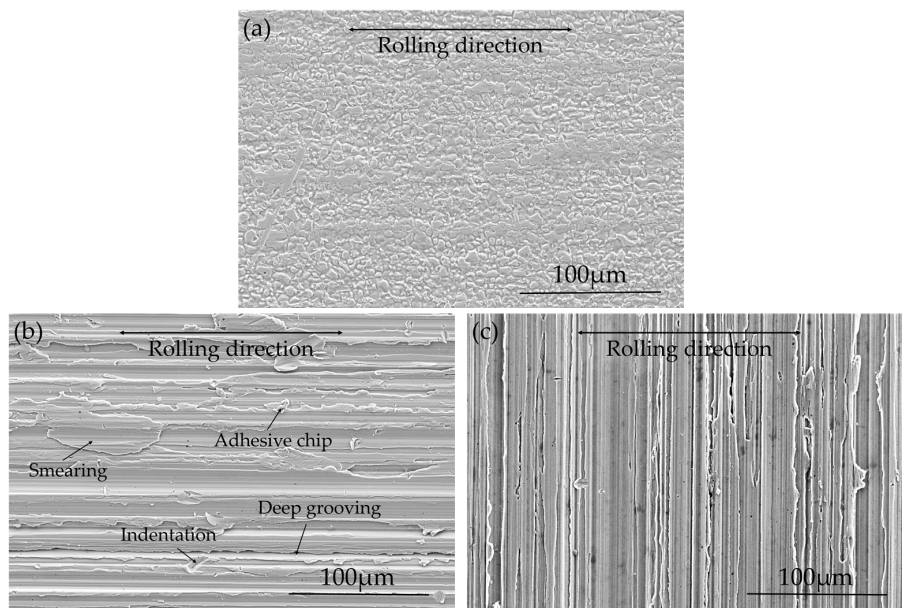 (a)
Rolling direction
100μm
(b)
Rolling direction
Adhesive chip
Smearing
Deep grooving
Indentation
100μm
(c)
Rolling direction
100μm